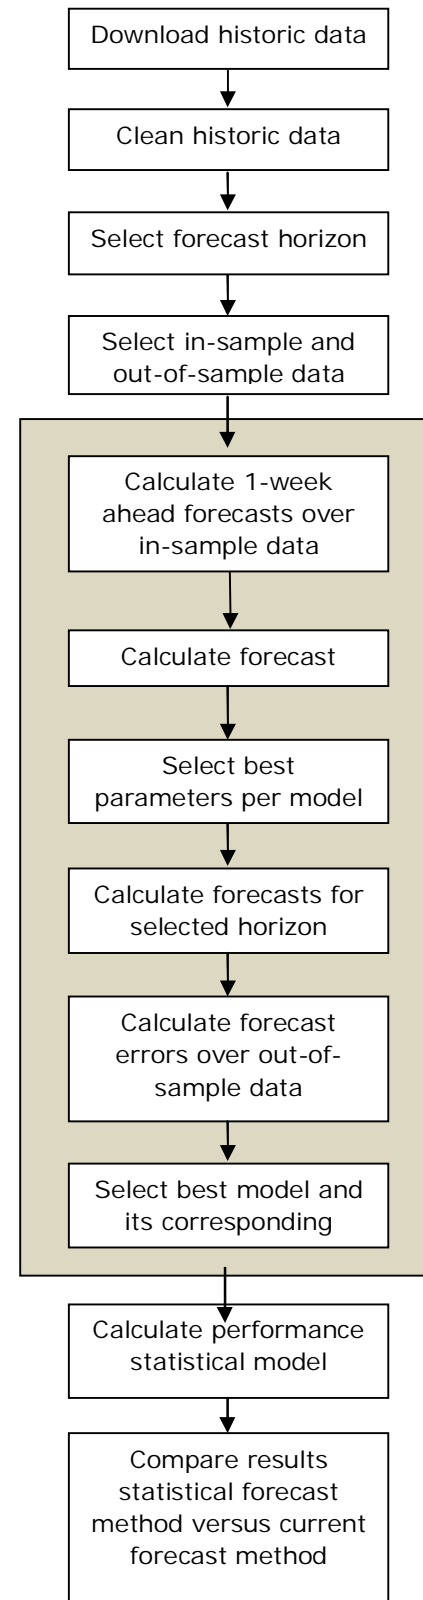 Download historic data
Clean historic data
Select forecast horizon
Select in-sample and
out-of-sample data
Calculate 1-week
ahead forecasts over
in-sample data
Calculate forecast
Select best
parameters per model
Calculate forecasts for
selected horizon
Calculate forecast
errors over out-of-
sample data
Select best model and
its corresponding
Calculate performance
statistical model
Compare results
statistical forecast
method versus current
forecast method